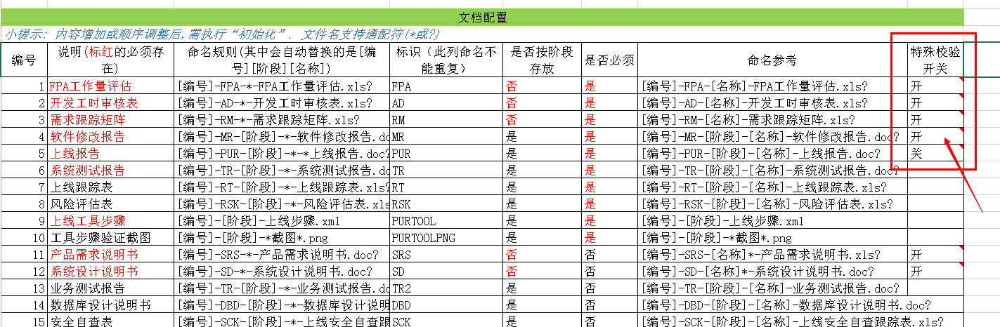 文档配置
小提示: 内容增加或顺序调整后,需执行“初始化”. 文件名支持通配符(*或?)
编号 说明(标红的必须存在) 命名规则(其中会自动替换的是[编号][阶段][名称]) 标识（此列命名不能重复） 是否按阶段存放 是否必须 命名参考 特殊校验开关
1 FPA工作量评估 [编号]-FPA-*-FPA工作量评估.xls? FPA 否 是 [编号]-FPA-[名称]-FPA工作量评估.xls? 开
2 开发工时审核表 [编号]-AD-*-开发工时审核表.xls? AD 否 是 [编号]-AD-[名称]-开发工时审核表.xls? 开
3 需求跟踪矩阵 [编号]-RM-*-需求跟踪矩阵.xls? RM 否 是 [编号]-RM-[名称]-需求跟踪矩阵.xls? 开
4 软件修改报告 [编号]-MR-[阶段]-*-软件修改报告.do MR 是 是 [编号]-MR-[阶段]-[名称]-软件修改报告.doc? 开
5 上线报告 [编号]-PUR-[阶段]-*-*上线报告.doc? PUR 是 是 [编号]-PUR-[阶段]-[名称]-上线报告.doc? 关
6 系统测试报告 [编号]-TR-[阶段]-*-系统测试报告.do TR 是 是 [编号]-TR-[阶段]-[名称]-系统测试报告.doc?
7 上线跟踪表 [编号]-RT-[阶段]-*-上线跟踪表.xls? RT 是 是 [编号]-RT-[阶段]-[名称]-上线跟踪表.xls?
8 风险评估表 [编号]-RSK-[阶段]-*-风险评估表.xls RSK 是 是 [编号]-RSK-[阶段]-[名称]-风险评估表.xls?
9 上线工具步骤 [编号]-[阶段]-上线步骤.xml PURTOOL 是 是 [编号]-[阶段]-上线步骤.xml
10 工具步骤验证截图 [编号]-[阶段]-*截图*.png PURTOOLPNG 是 是 [编号]-[阶段]-*截图*.png
11 产品需求说明书 [编号]-SRS-*-产品需求说明书.doc? SRS 否 否 [编号]-SRS-[名称]*-产品需求说明书.xls? 开
12 系统设计说明书 [编号]-SD-*-系统设计说明书.doc? SD 否 否 [编号]-SD-[名称]*-系统设计说明书.doc? 开
13 业务测试报告 [编号]-TR-[阶段]-*-业务测试报告.do TR2 是 否 [编号]-TR-[阶段]-[名称]-业务测试报告.doc?
14 数据库设计说明书 [编号]-DBD-[阶段]-*-数据库设计说明 DBD 是 否 [编号]-DBD-[阶段]-[名称]-数据库设计说明书.doc?
15 安全自查表 [编号]-SCK-[阶段]-*-上线安全自查跟 SCK 是 否 [编号]-SCK-[阶段]-[名称]-上线安全自查跟踪表.xls?